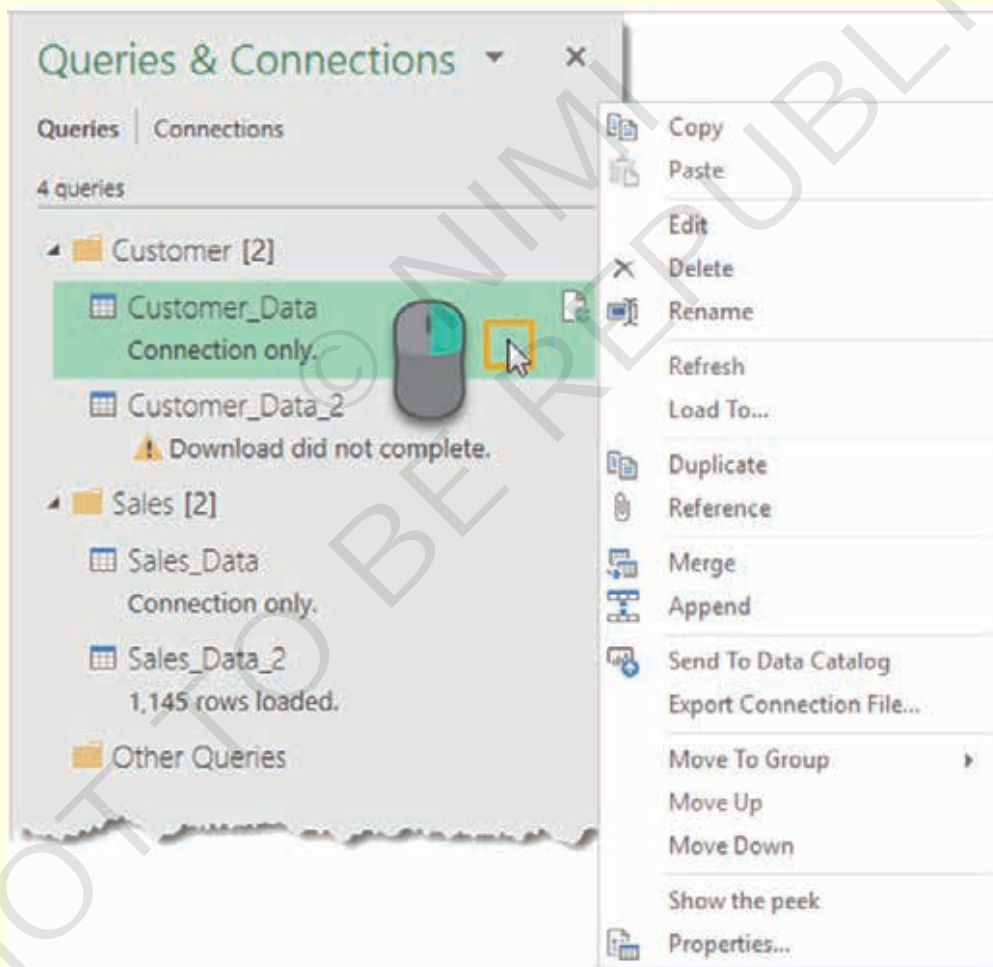 Queries & Connections
Queries | Connections
4 queries
Customer [2]
Customer_Data
Connection only.
Customer_Data_2
Download did not complete.
Sales [2]
Sales_Data
Connection only.
Sales_Data_2
1,145 rows loaded.
Other Queries
Copy
Paste
Edit
Delete
Rename
Refresh
Load To...
Duplicate
Reference
Merge
Append
Send To Data Catalog
Export Connection File...
Move To Group
Move Up
Move Down
Show the peek
Properties...
© NIMI
NOT TO BE REPUBLI